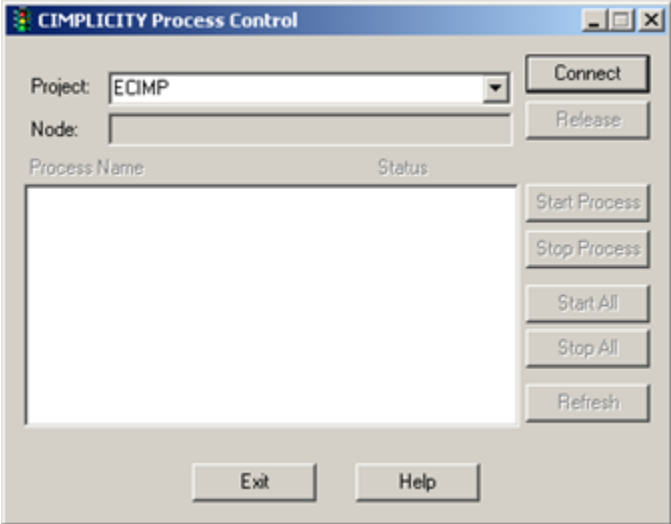 CIMPLICITY Process Control
Project: ECIMP
Connect
Node:
Release
Process Name Status
Start Process
Stop Process
Start All
Stop All
Refresh
Exit Help